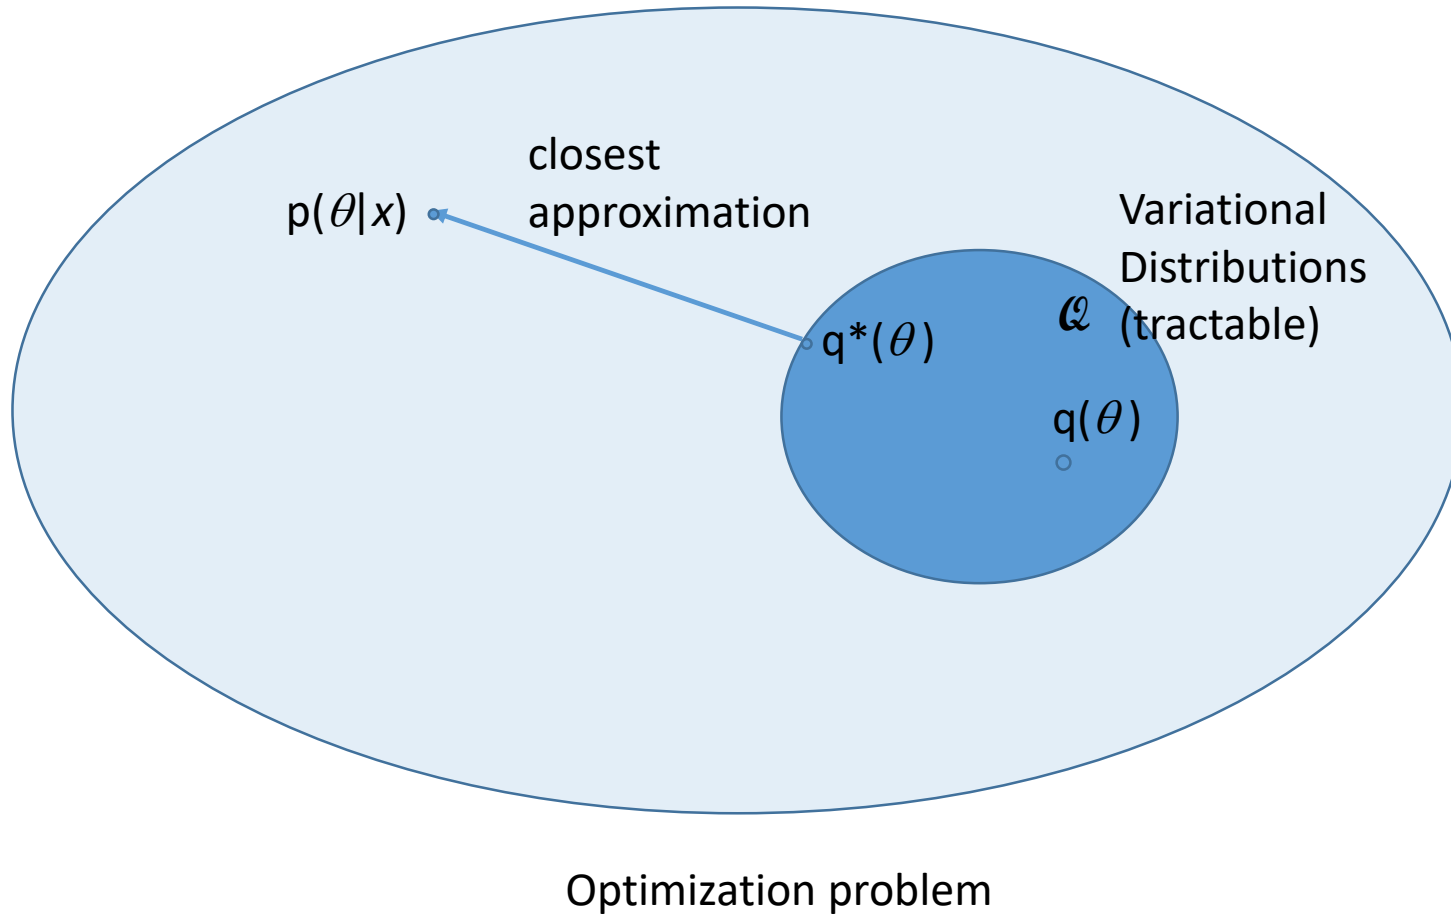 closest
approximation
p(θ|x)
Variational
Distributions
(tractable)
𝒬
q*(θ)
q(θ)
Optimization problem